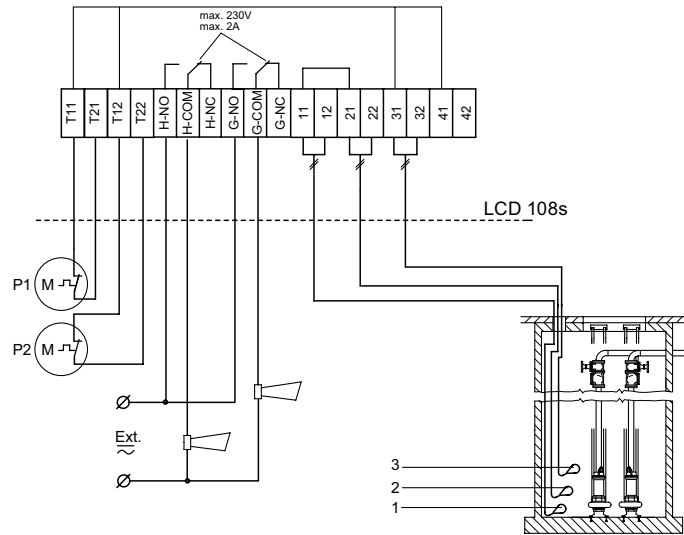 max. 230V
max. 2A
T11 T21 T12 T22 H-NO H-COM H-NC G-NO G-COM G-NC 11 12 21 22 31 32 41 42
LCD 108s
P1 M
P2 M
Ext.
3
2
1